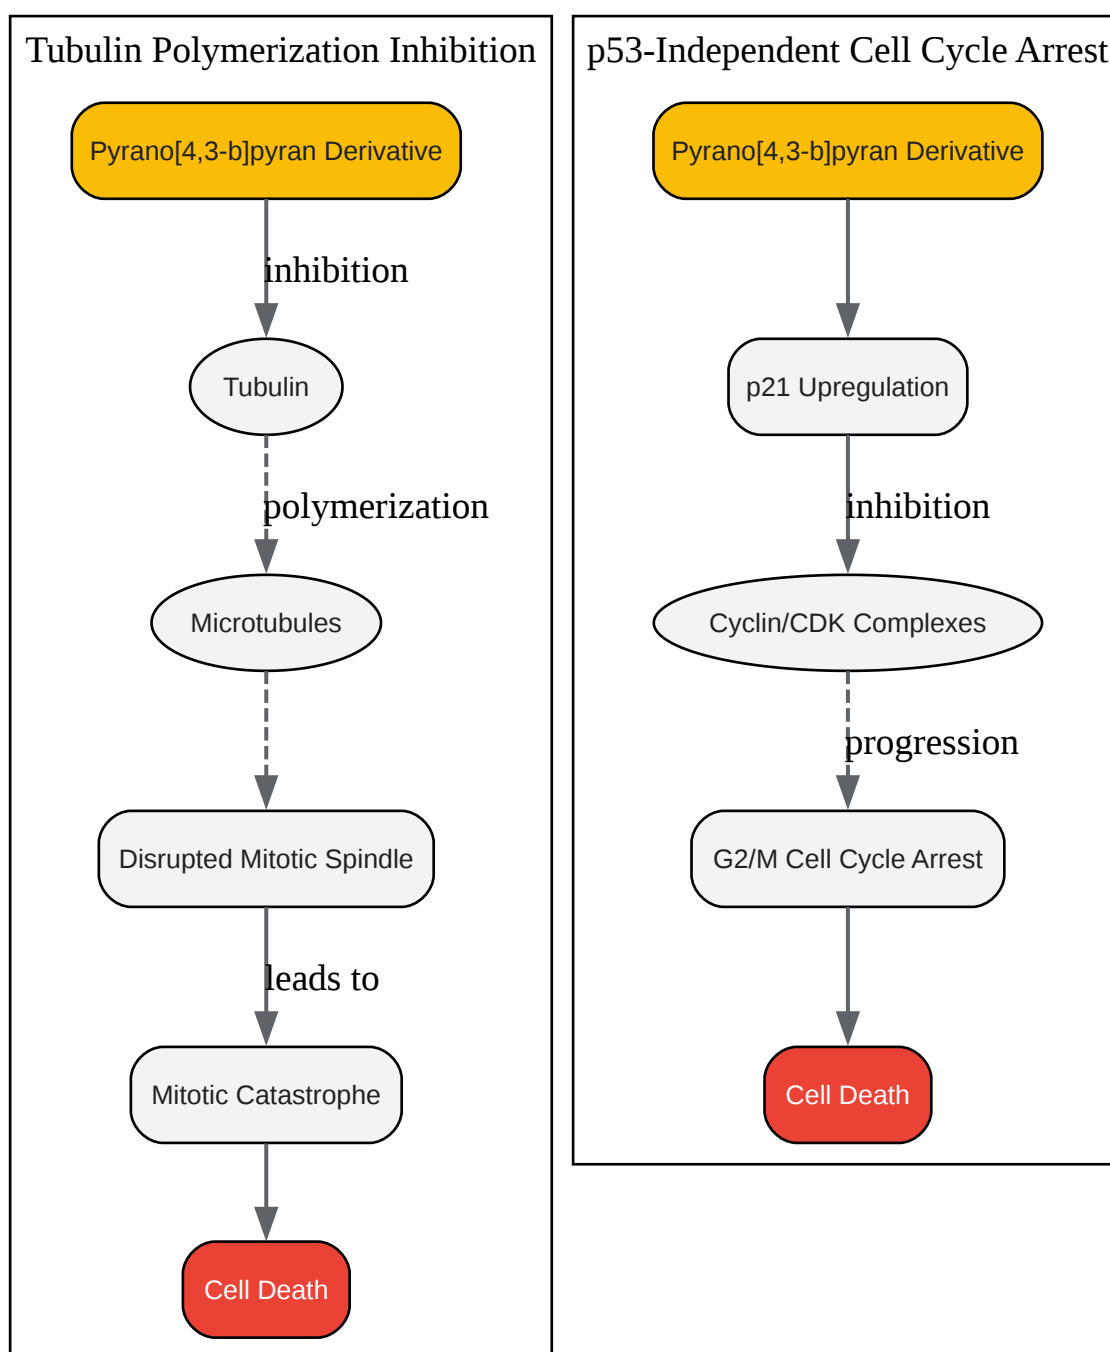 Tubulin Polymerization Inhibition
Pyrano[4,3-b]pyran Derivative
inhibition
Tubulin
polymerization
Microtubules
Disrupted Mitotic Spindle
leads to
Mitotic Catastrophe
Cell Death
p53-Independent Cell Cycle Arrest
Pyrano[4,3-b]pyran Derivative
p21 Upregulation
inhibition
Cyclin/CDK Complexes
progression
G2/M Cell Cycle Arrest
Cell Death